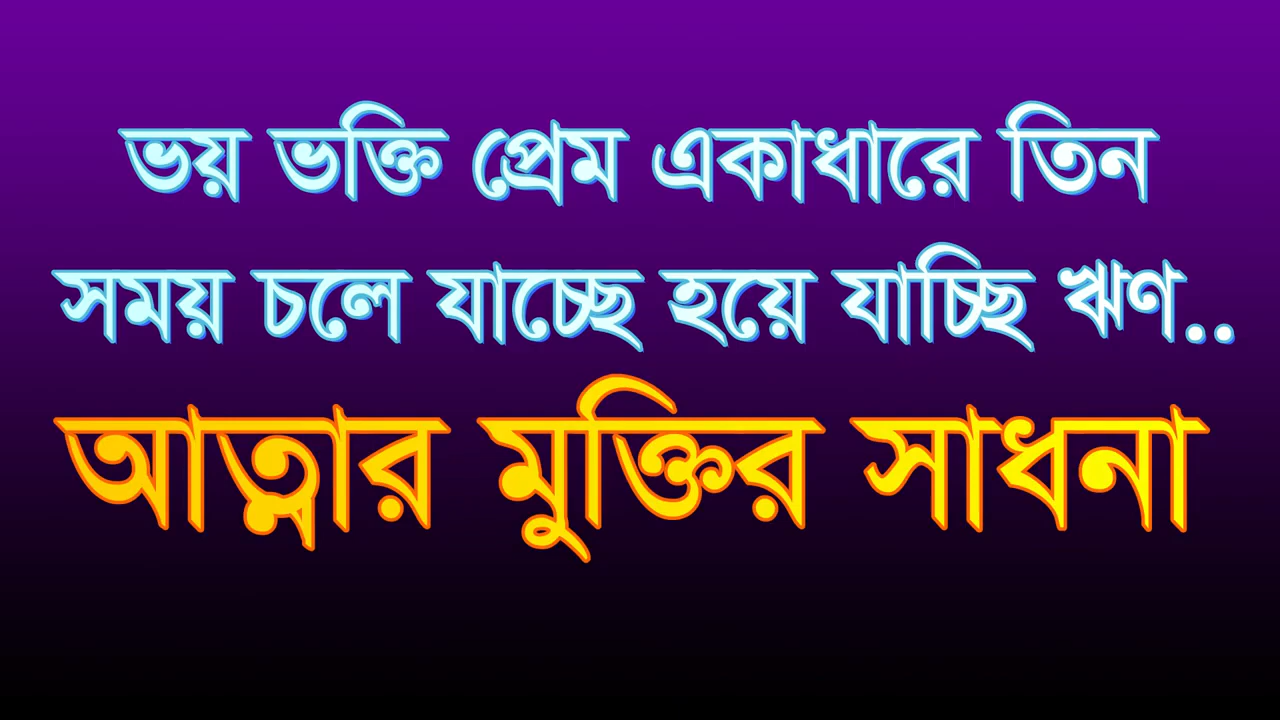 ভয় ভক্তি প্রেম একাধারে তিন
সময় চলে যাচ্ছে হয়ে যাচ্ছি ঋণ..
আত্নার মুক্তির সাধনা